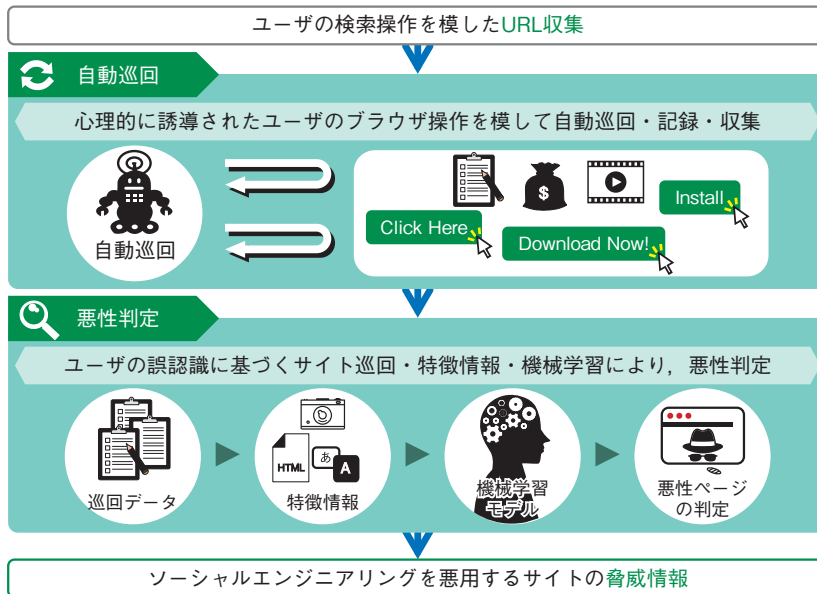 ユーザの検索操作を模したURL収集
自動巡回
心理的に誘導されたユーザのブラウザ操作を模して自動巡回・記録・収集
自動巡回
$
Install
Click Here
Download Now!
悪性判定
ユーザの誤認識に基づくサイト巡回・特徴情報・機械学習により，悪性判定
HTML
あ
A
巡回データ
特徴情報
機械学習
モデル
悪性ページ
の判定
ソーシャルエンジニアリングを悪用するサイトの脅威情報